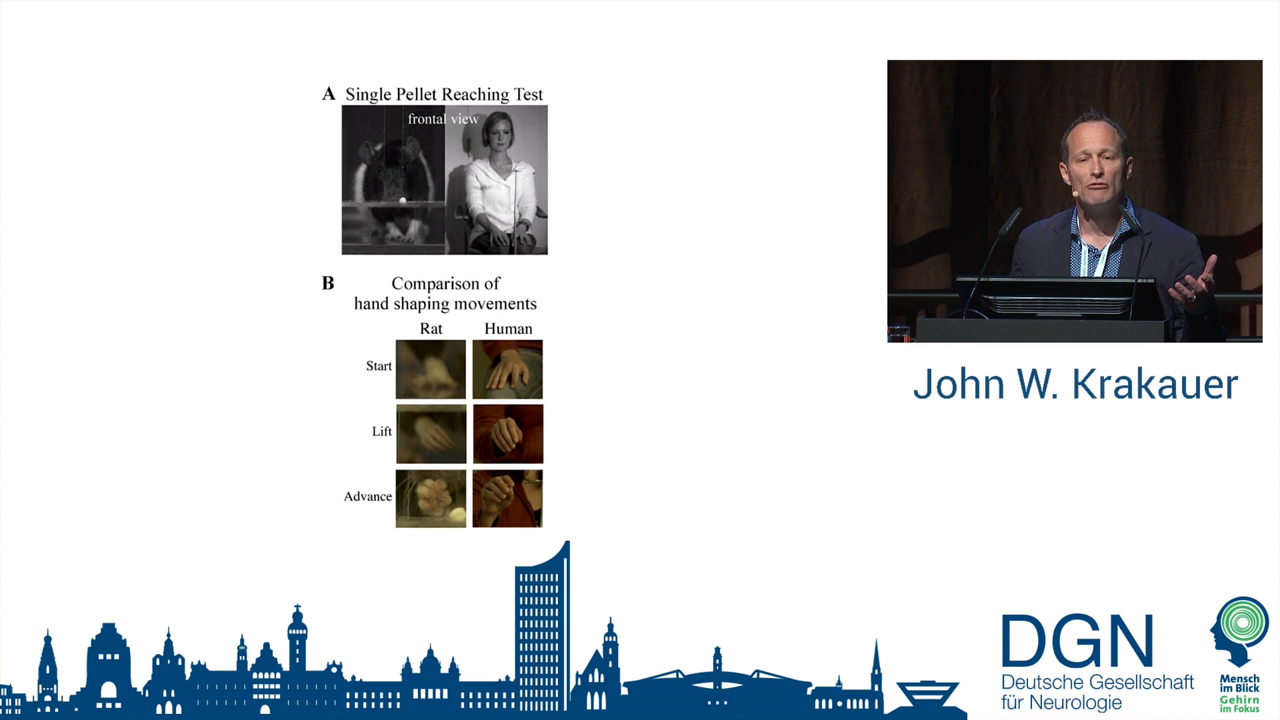 A Single Pellet Reaching Test
frontal view
B Comparison of
hand shaping movements
Rat Human
Start
Lift
Advance
John W. Krakauer
DGN
Deutsche Gesellschaft
für Neurologie
Mensch
im Blick
Gehirn
im Fokus